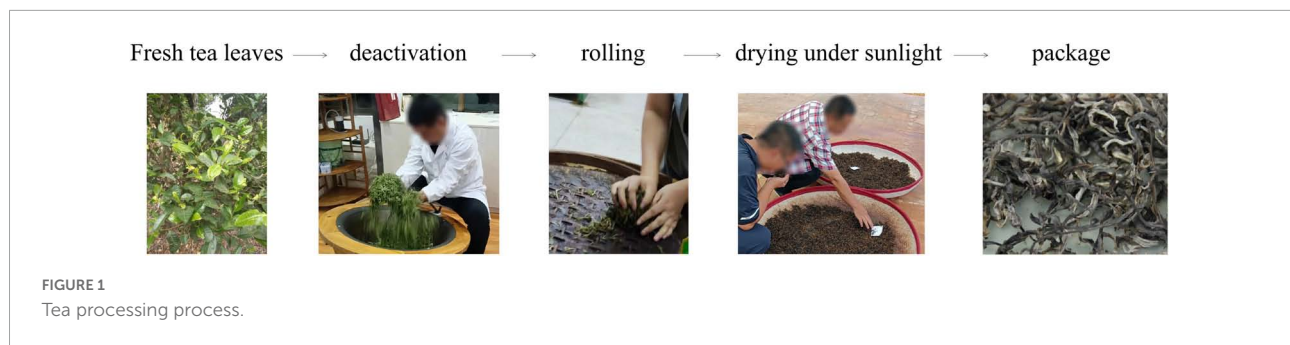 Fresh tea leaves → deactivation → rolling → drying under sunlight → package
FIGURE 1
Tea processing process.